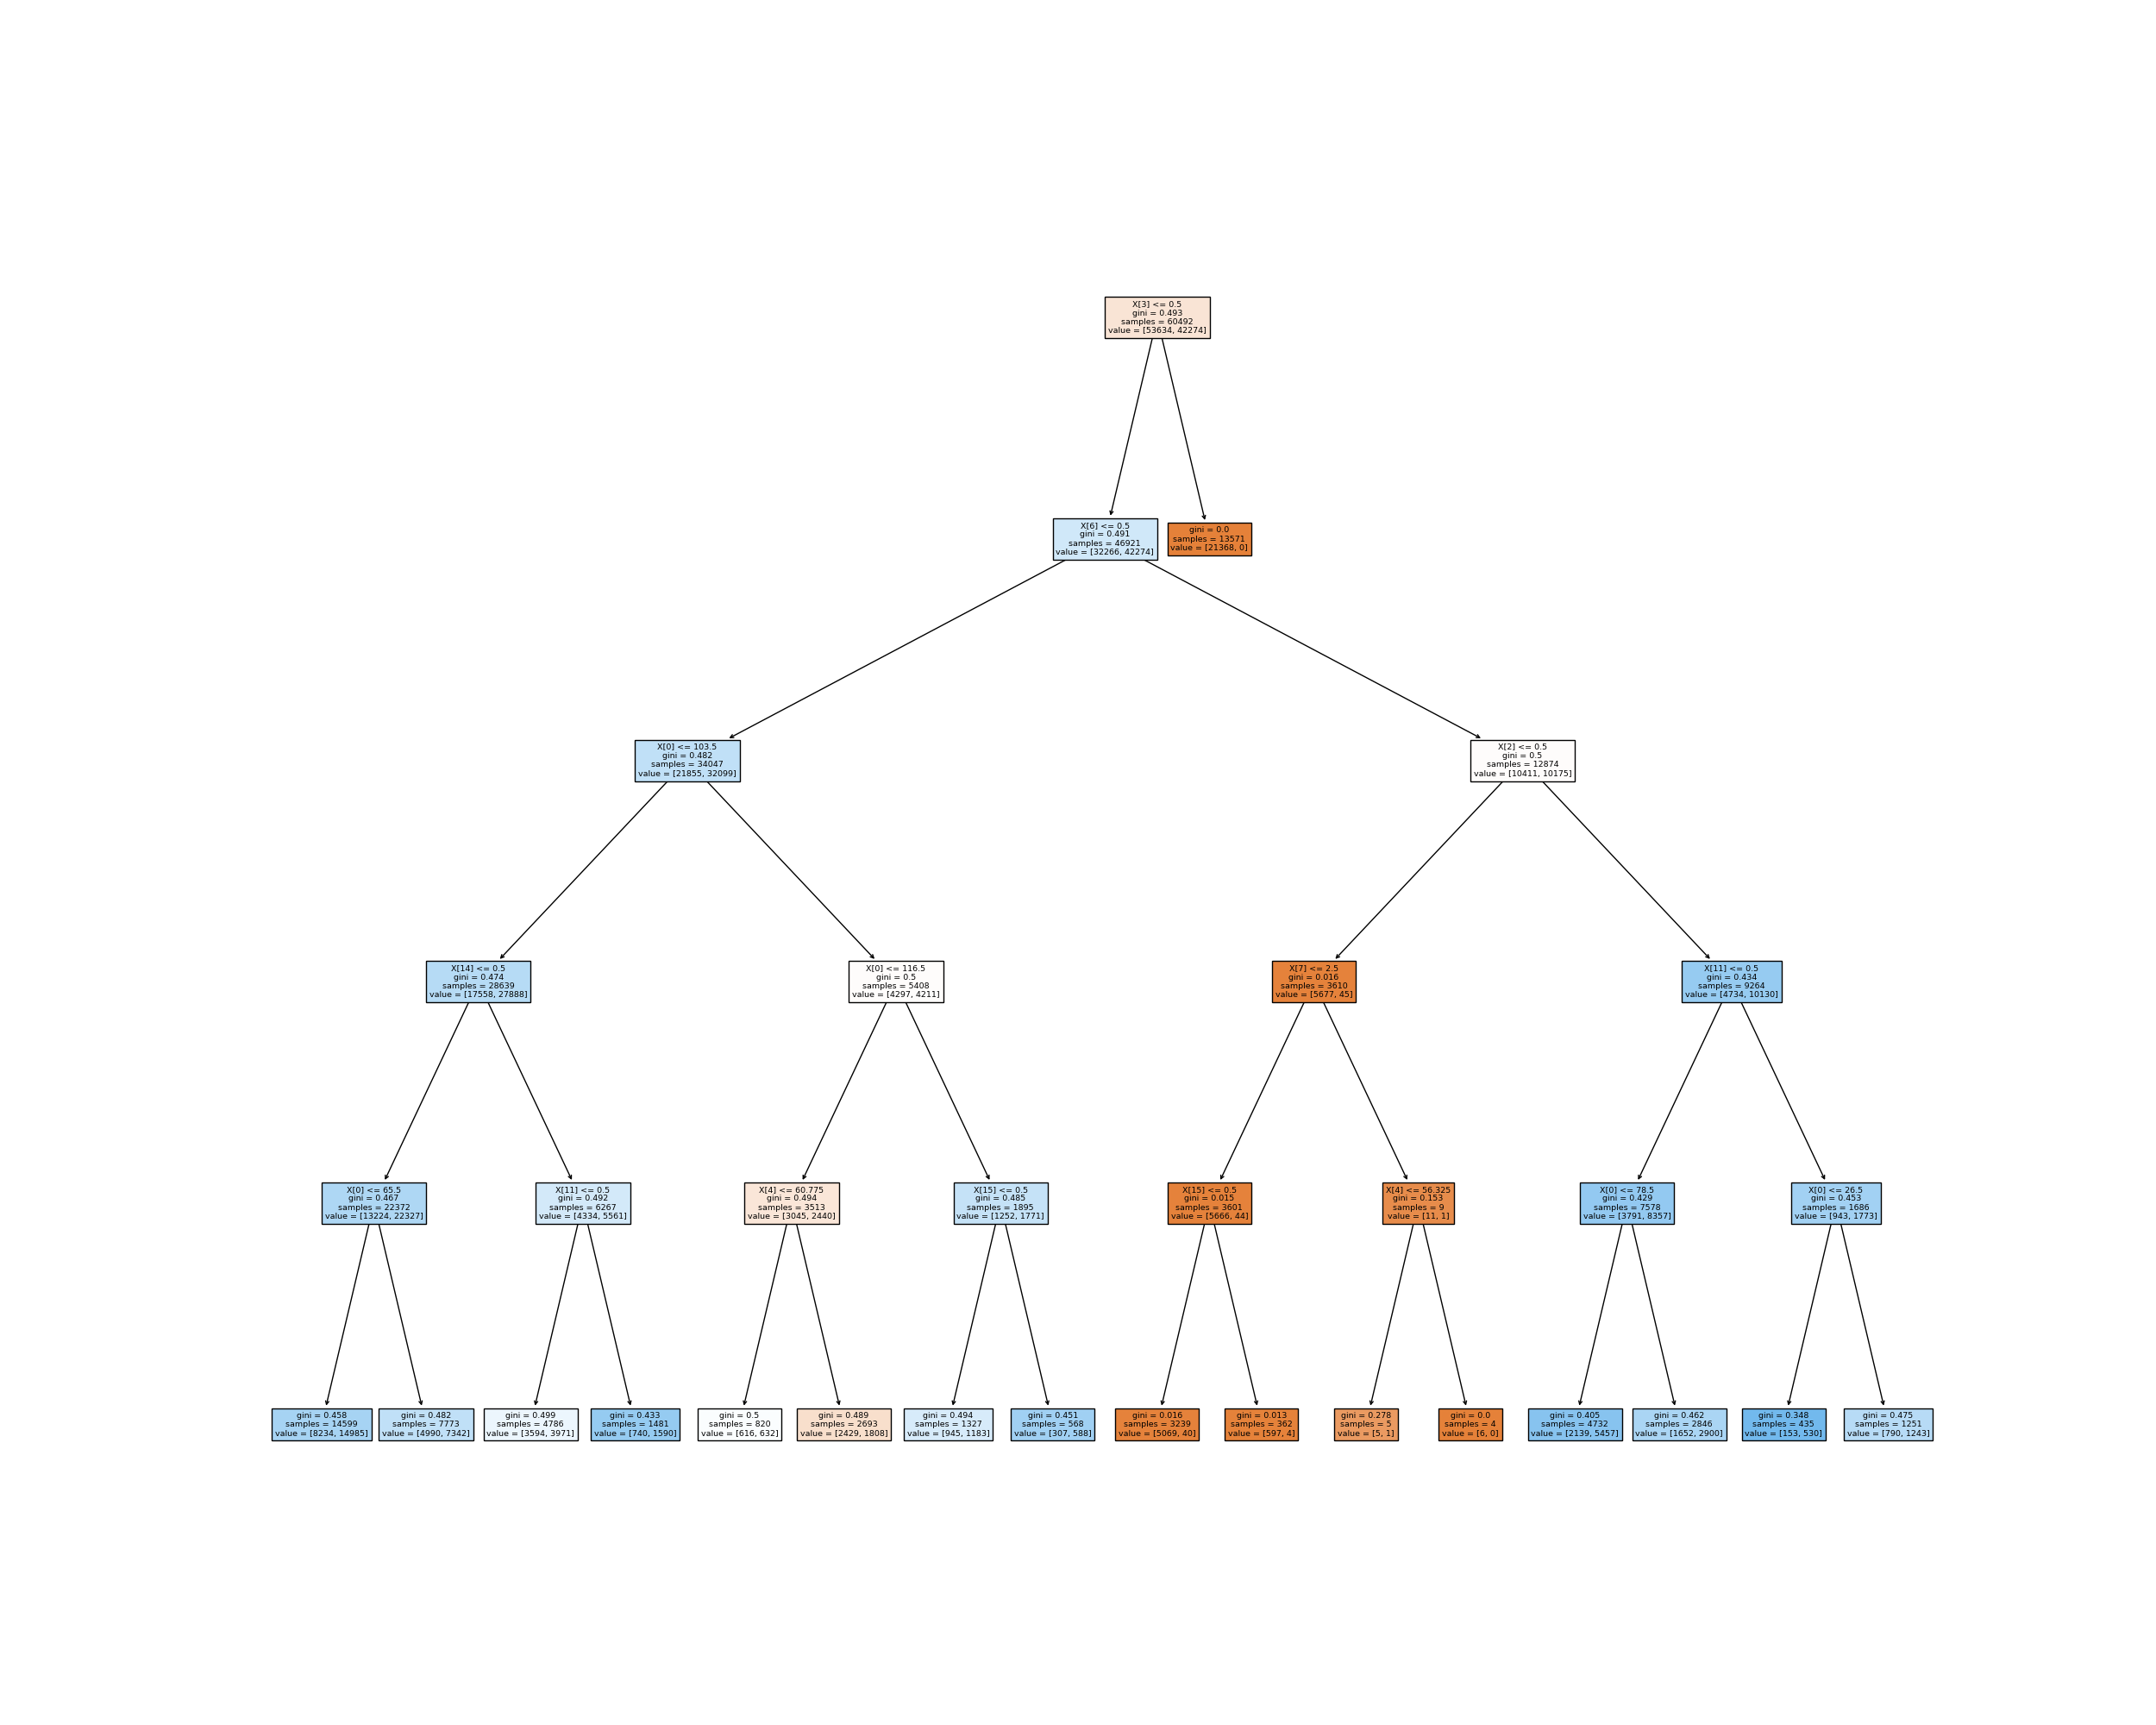 X[3] <= 0.5
gini = 0.493
samples = 60492
value = [53634, 42274]
X[6] <= 0.5
gini = 0.491
samples = 46921
value = [32266, 42274]
gini = 0.0
samples = 13571
value = [21368, 0]
X[0] <= 103.5
gini = 0.482
samples = 34047
value = [21855, 32099]
X[2] <= 0.5
gini = 0.5
samples = 12874
value = [10411, 10175]
X[14] <= 0.5
gini = 0.474
samples = 28639
value = [17558, 27888]
X[0] <= 116.5
gini = 0.5
samples = 5408
value = [4297, 4211]
X[7] <= 2.5
gini = 0.016
samples = 3610
value = [5677, 45]
X[11] <= 0.5
gini = 0.434
samples = 9264
value = [4734, 10130]
X[0] <= 65.5
gini = 0.467
samples = 22372
value = [13224, 22327]
X[11] <= 0.5
gini = 0.492
samples = 6267
value = [4334, 5561]
X[4] <= 60.775
gini = 0.494
samples = 3513
value = [3045, 2440]
X[15] <= 0.5
gini = 0.485
samples = 1895
value = [1252, 1771]
X[15] <= 0.5
gini = 0.015
samples = 3601
value = [5666, 44]
X[4] <= 56.325
gini = 0.153
samples = 9
value = [11, 1]
X[0] <= 78.5
gini = 0.429
samples = 7578
value = [3791, 8357]
X[0] <= 26.5
gini = 0.453
samples = 1686
value = [943, 1773]
gini = 0.458
samples = 14599
value = [8234, 14985]
gini = 0.482
samples = 7773
value = [4990, 7342]
gini = 0.499
samples = 4786
value = [3594, 3971]
gini = 0.433
samples = 1481
value = [740, 1590]
gini = 0.5
samples = 820
value = [616, 632]
gini = 0.489
samples = 2693
value = [2429, 1808]
gini = 0.494
samples = 1327
value = [945, 1183]
gini = 0.451
samples = 568
value = [307, 588]
gini = 0.016
samples = 3239
value = [5069, 40]
gini = 0.013
samples = 362
value = [597, 4]
gini = 0.278
samples = 5
value = [5, 1]
gini = 0.0
samples = 4
value = [6, 0]
gini = 0.405
samples = 4732
value = [2139, 5457]
gini = 0.462
samples = 2846
value = [1652, 2900]
gini = 0.348
samples = 435
value = [153, 530]
gini = 0.475
samples = 1251
value = [790, 1243]